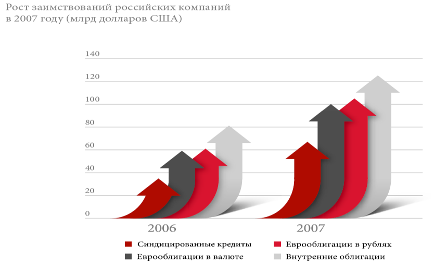 Рост заимствований российских компаний
в 2007 году (млрд долларов США)
140
120
100
80
60
40
20
0
2006 2007
Синдицированные кредиты Еврооблигации в рублях
Еврооблигации в валюте Внутренние облигации